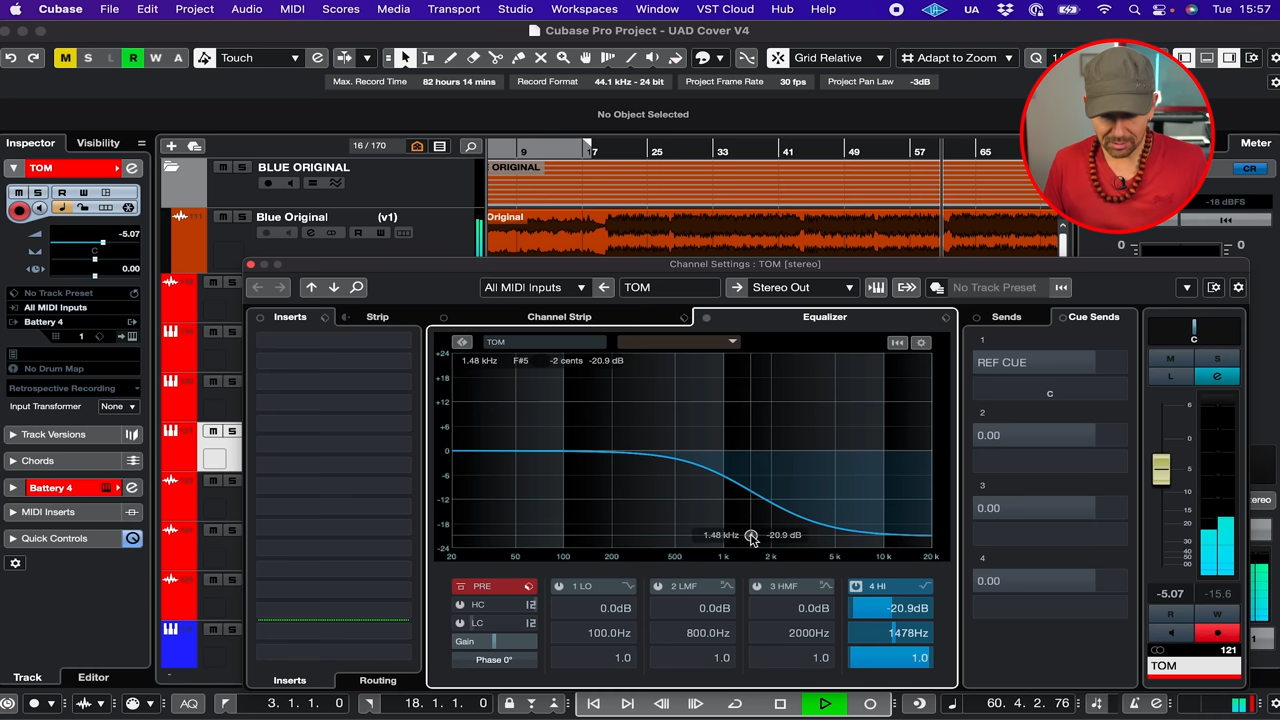 Cubase File Edit Project Audio MIDI Scores Media Transport Studio Workspaces Window VST Cloud Hub Help UA Tue 15:57
Cubase Pro Project - UAD Cover V4
M S L R W A Touch Grid Relative Adapt to Zoom
Max. Record Time 82 hours 14 mins Record Format 44.1 kHz - 24 bit Project Frame Rate 30 fps Project Pan Law -3dB
No Object Selected
Inspector Visibility 16 / 170 9 17 25 33 41 49 57 65 Meter
TOM M S BLUE ORIGINAL ORIGINAL CR
M S R W
-18 dBFS
M S Blue Original (v1) Original
R W
-5.07
C 0 0
0.00
Channel Settings : TOM [stereo]
No Track Preset All MIDI Inputs TOM Stereo Out No Track Preset
All MIDI Inputs
Battery 4 Inserts Strip Channel Strip Equalizer Sends Cue Sends
1
TOM 1 C
+24 1.48 kHz F#5 -2 cents -20.9 dB REF CUE M S
No Drum Map +18 L e
Retrospective Recording C
Input Transformer None +12 2
Track Versions +6 0.00
Chords 0
Battery 4 -6 3
MIDI Inserts -12 0.00
Quick Controls -18 1.48 kHz -20.9 dB 4
-24 20 50 100 200 500 1 k 2 k 5 k 10 k 20 k
PRE 1 LO 2 LMF 3 HMF 4 HI 0.00
HC 0.0dB 0.0dB 0.0dB -20.9dB -5.07 -15.6
LC 100.0Hz 800.0Hz 2000Hz 1478Hz R W
Gain
Phase 0° 1.0 1.0 1.0 1.0 121
TOM
Track Editor Inserts Routing
AQ 3. 1. 1. 0 18. 1. 1. 0 60. 4. 2. 76